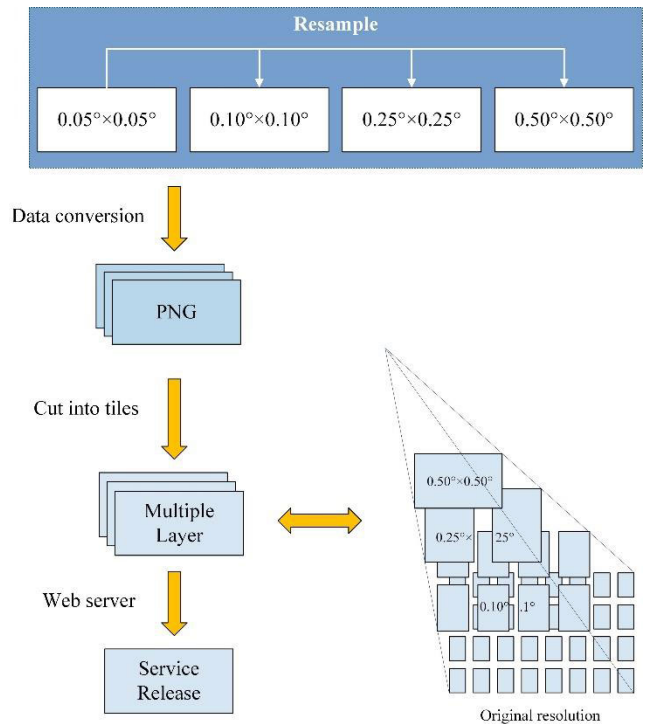 Resample
0.05°×0.05°
0.10°×0.10°
0.25°×0.25°
0.50°×0.50°
Data conversion
PNG
Cut into tiles
Multiple
Layer
Web server
Service
Release
0.50°×0.50°
0.25°× 25°
0.10° .1°
Original resolution